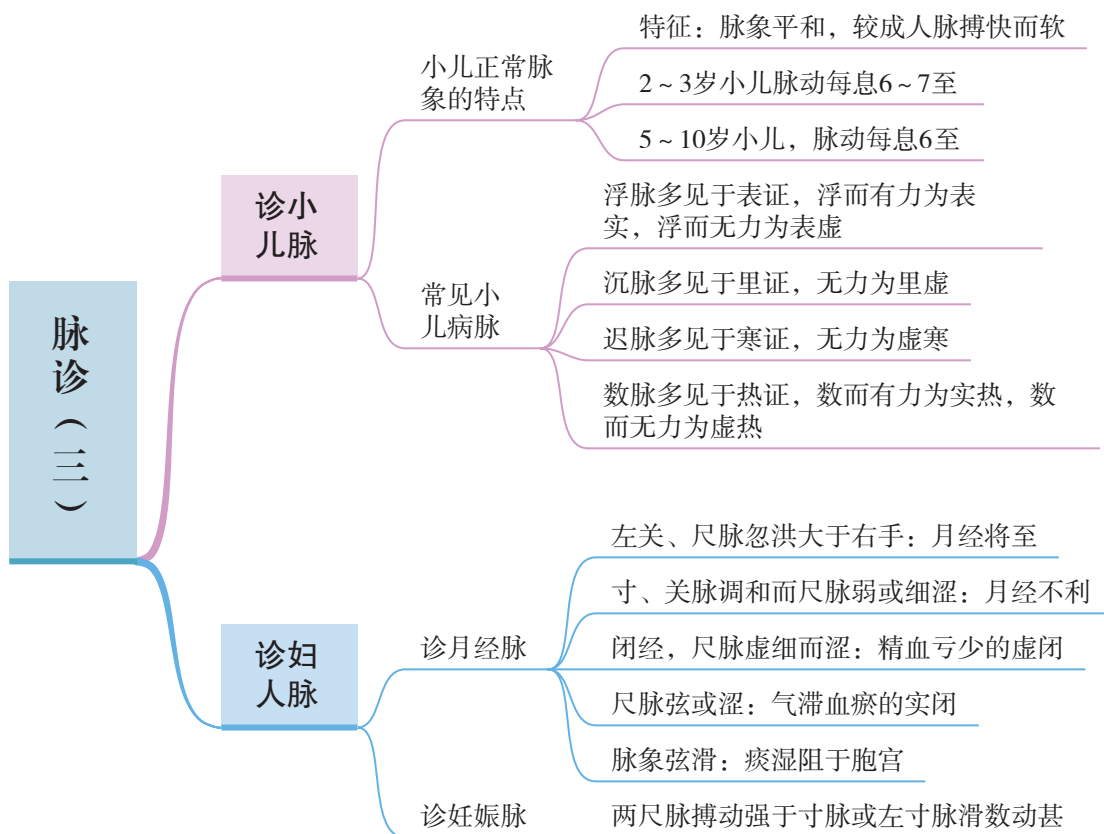 脉诊（三）
诊小
儿脉
小儿正常脉
象的特点
特征：脉象平和，较成人脉搏快而软
2～3岁小儿脉动每息6～7至
5～10岁小儿，脉动每息6至
常见小
儿病脉
浮脉多见于表证，浮而有力为表
实，浮而无力为表虚
沉脉多见于里证，无力为里虚
迟脉多见于寒证，无力为虚寒
数脉多见于热证，数而有力为实热，数
而无力为虚热
诊妇
人脉
诊月经脉
左关、尺脉忽洪大于右手：月经将至
寸、关脉调和而尺脉弱或细涩：月经不利
闭经，尺脉虚细而涩：精血亏少的虚闭
尺脉弦或涩：气滞血瘀的实闭
脉象弦滑：痰湿阻于胞宫
诊妊娠脉
两尺脉搏动强于寸脉或左寸脉滑数动甚